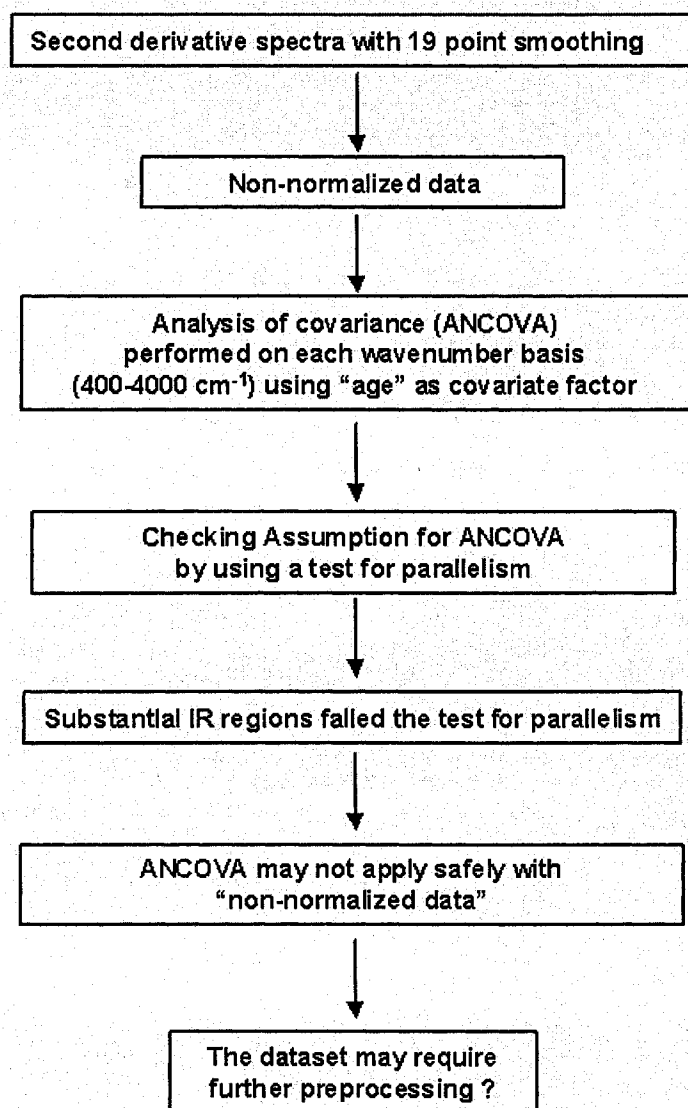 Second derivative spectra with 19 point smoothing
Non-normalized data
Analysis of covariance (ANCOVA)
performed on each wavenumber basis
(400-4000 cm⁻¹) using “age” as covariate factor
Checking Assumption for ANCOVA
by using a test for parallelism
Substantial IR regions failed the test for parallelism
ANCOVA may not apply safely with
“non-normalized data”
The dataset may require
further preprocessing ?